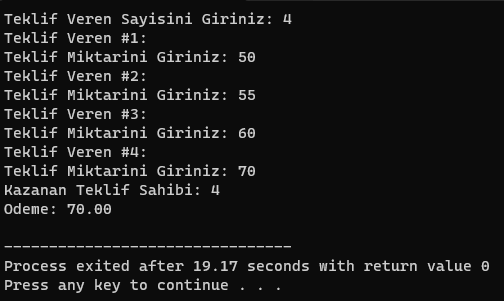 Teklif Veren Sayisini Giriniz: 4
Teklif Veren #1:
Teklif Miktarini Giriniz: 50
Teklif Veren #2:
Teklif Miktarini Giriniz: 55
Teklif Veren #3:
Teklif Miktarini Giriniz: 60
Teklif Veren #4:
Teklif Miktarini Giriniz: 70
Kazanan Teklif Sahibi: 4
Odeme: 70.00
--------------------------------
Process exited after 19.17 seconds with return value 0
Press any key to continue . . .